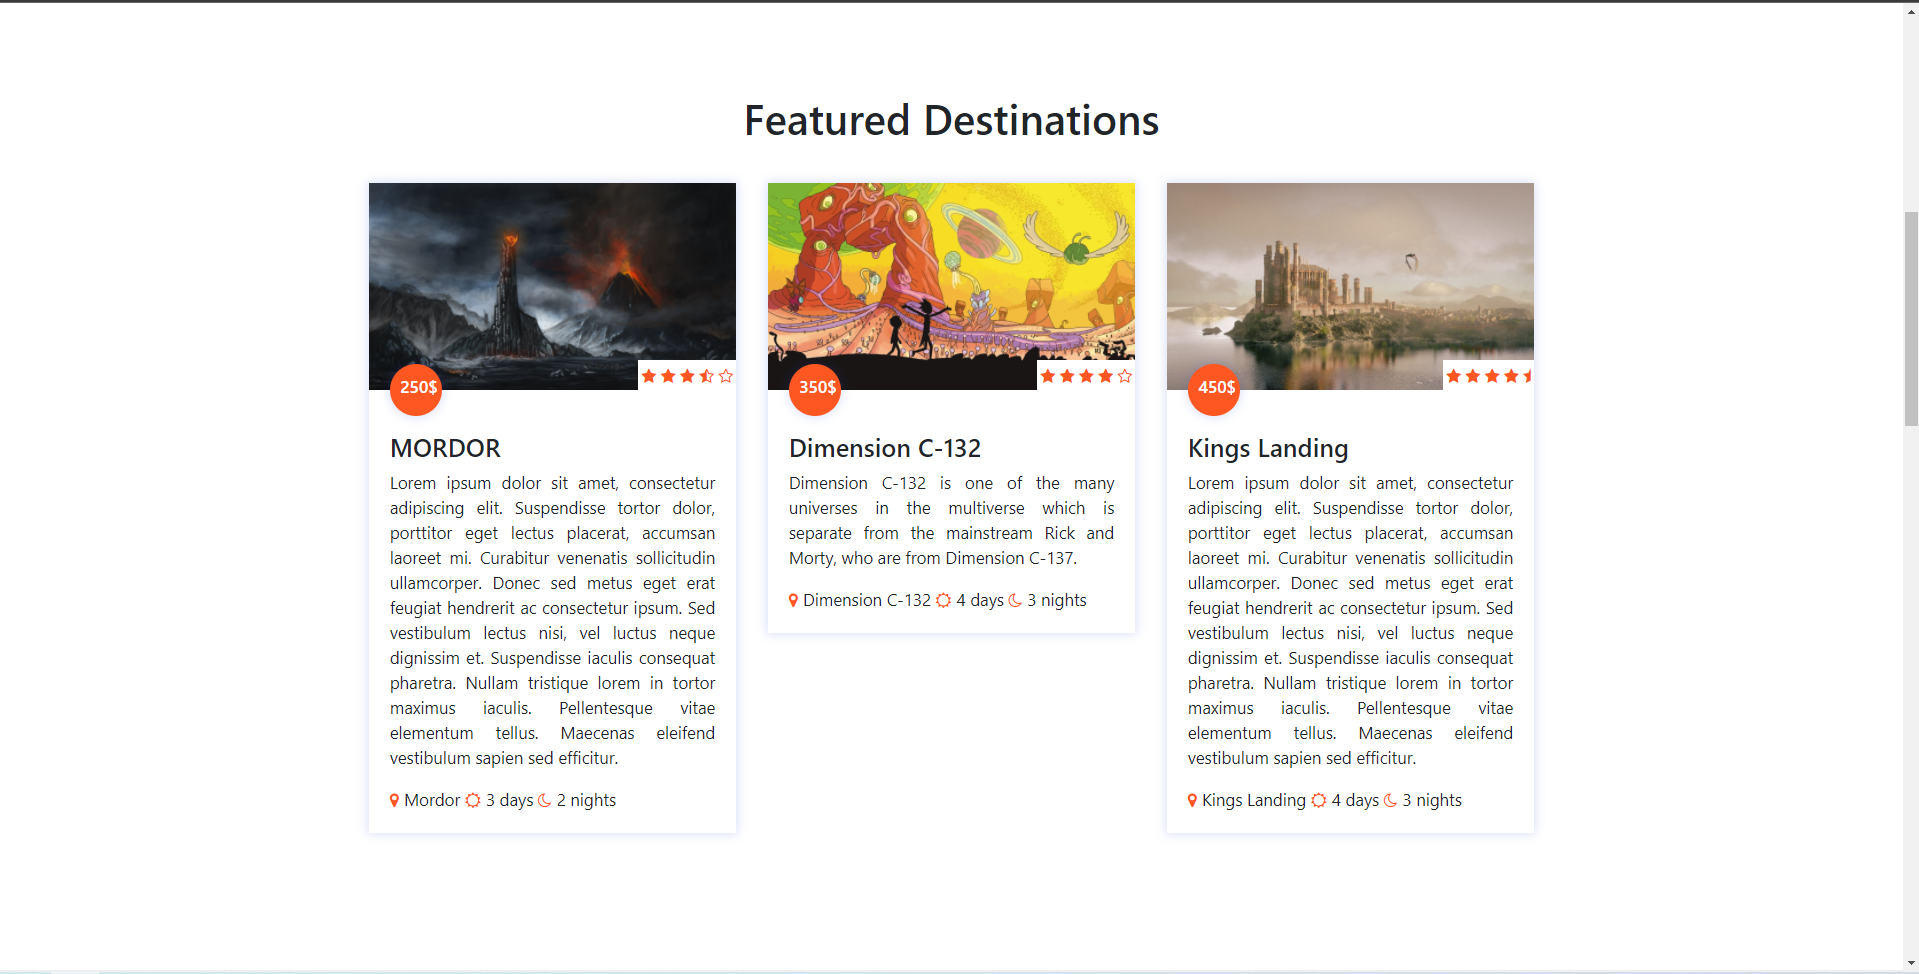 Featured Destinations
250$
MORDOR
Lorem ipsum dolor sit amet, consectetur
adipiscing elit. Suspendisse tortor dolor,
porttitor eget lectus placerat, accumsan
laoreet mi. Curabitur venenatis sollicitudin
ullamcorper. Donec sed metus eget erat
feugiat hendrerit ac consectetur ipsum. Sed
vestibulum lectus nisi, vel luctus neque
dignissim et. Suspendisse iaculis consequat
pharetra. Nullam tristique lorem in tortor
maximus iaculis. Pellentesque vitae
elementum tellus. Maecenas eleifend
vestibulum sapien sed efficitur.
Mordor 3 days 2 nights
350$
Dimension C-132
Dimension C-132 is one of the many
universes in the multiverse which is
separate from the mainstream Rick and
Morty, who are from Dimension C-137.
Dimension C-132 4 days 3 nights
450$
Kings Landing
Lorem ipsum dolor sit amet, consectetur
adipiscing elit. Suspendisse tortor dolor,
porttitor eget lectus placerat, accumsan
laoreet mi. Curabitur venenatis sollicitudin
ullamcorper. Donec sed metus eget erat
feugiat hendrerit ac consectetur ipsum. Sed
vestibulum lectus nisi, vel luctus neque
dignissim et. Suspendisse iaculis consequat
pharetra. Nullam tristique lorem in tortor
maximus iaculis. Pellentesque vitae
elementum tellus. Maecenas eleifend
vestibulum sapien sed efficitur.
Kings Landing 4 days 3 nights